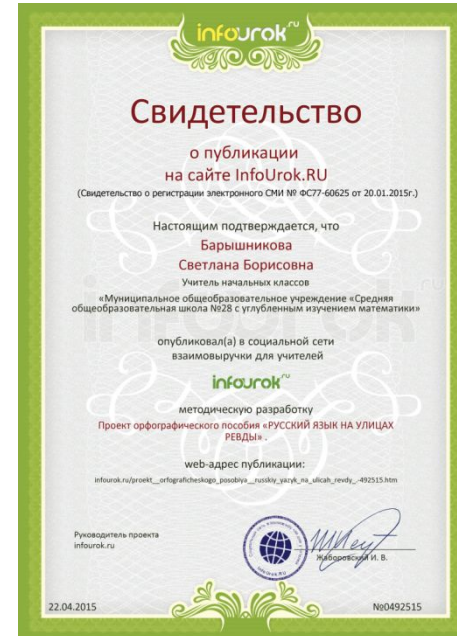 infourok.ru
Свидетельство
о публикации
на сайте InfoUrok.RU
(Свидетельство о регистрации электронного СМИ № ФС77-60625 от 20.01.2015г.)
Настоящим подтверждается, что
Барышникова
Светлана Борисовна
Учитель начальных классов
«Муниципальное общеобразовательное учреждение «Средняя
общеобразовательная школа №28 с углубленным изучением математики»
опубликовал(а) в социальной сети
взаимовыручки для учителей
infourok.ru
методическую разработку
Проект орфографического пособия «РУССКИЙ ЯЗЫК НА УЛИЦАХ
РЕВДЫ» .
web-адрес публикации:
infourok.ru/proekt__orfograficheskogo_posobiya__russkiy_yazyk_na_ulicah_revdy_-492515.htm
Руководитель проекта
infourok.ru
Жаборовский И. В.
22.04.2015
№0492515